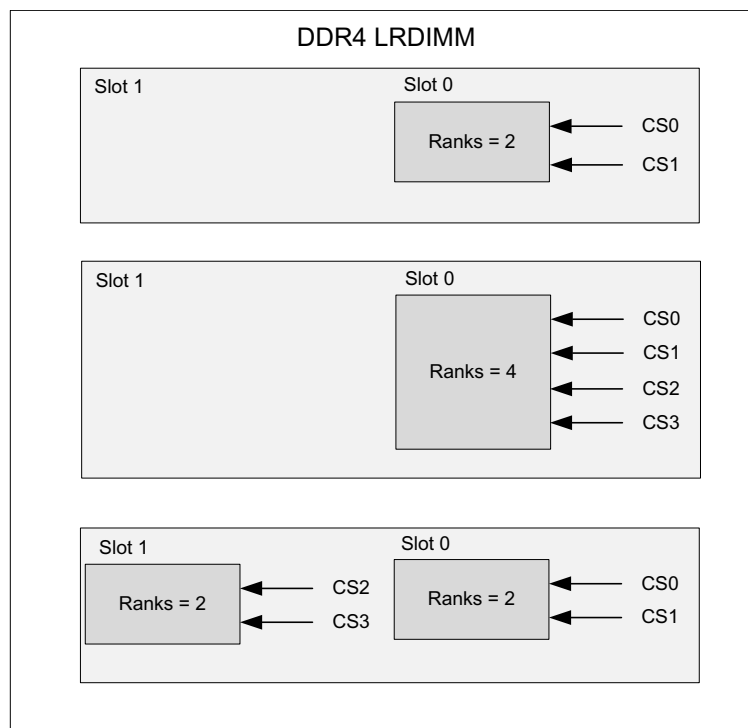 DDR4 LRDIMM
Slot 1
Slot 0
Ranks = 2
CS0
CS1
Slot 1
Slot 0
Ranks = 4
CS0
CS1
CS2
CS3
Slot 1
Slot 0
Ranks = 2
CS2
CS3
Ranks = 2
CS0
CS1